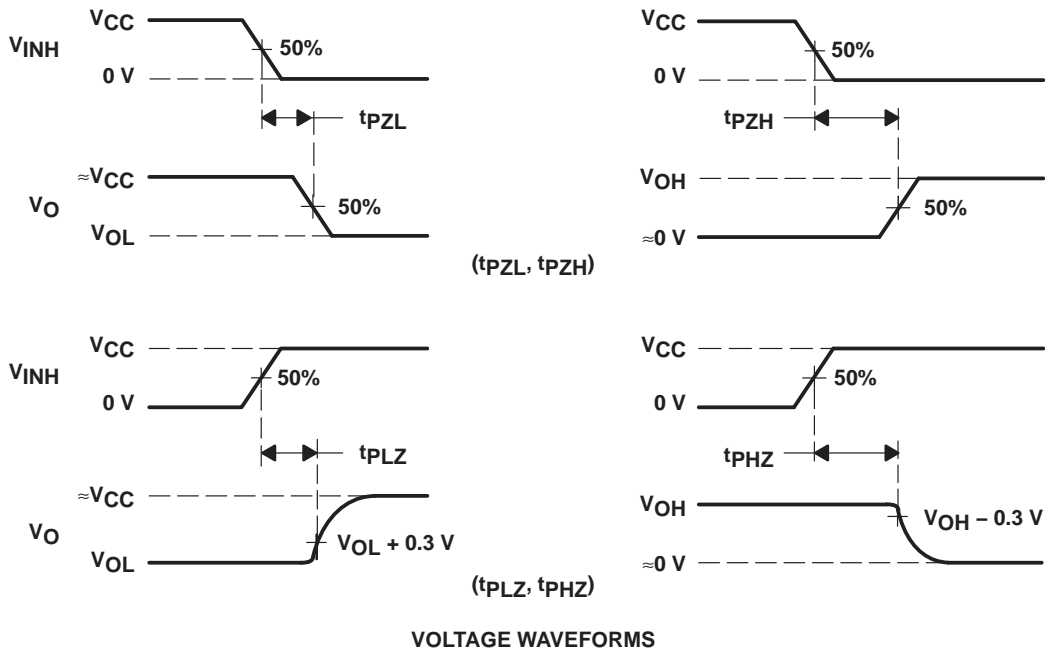 VCC
VINH
50%
0 V
tPZL
≈VCC
VO
50%
VOL
VCC
50%
0 V
tPZH
VOH
50%
≈0 V
(tPZL, tPZH)
VCC
VINH
50%
0 V
tPLZ
≈VCC
VO
VOL + 0.3 V
VOL
VCC
50%
0 V
tPHZ
VOH
VOH – 0.3 V
≈0 V
(tPLZ, tPHZ)
VOLTAGE WAVEFORMS